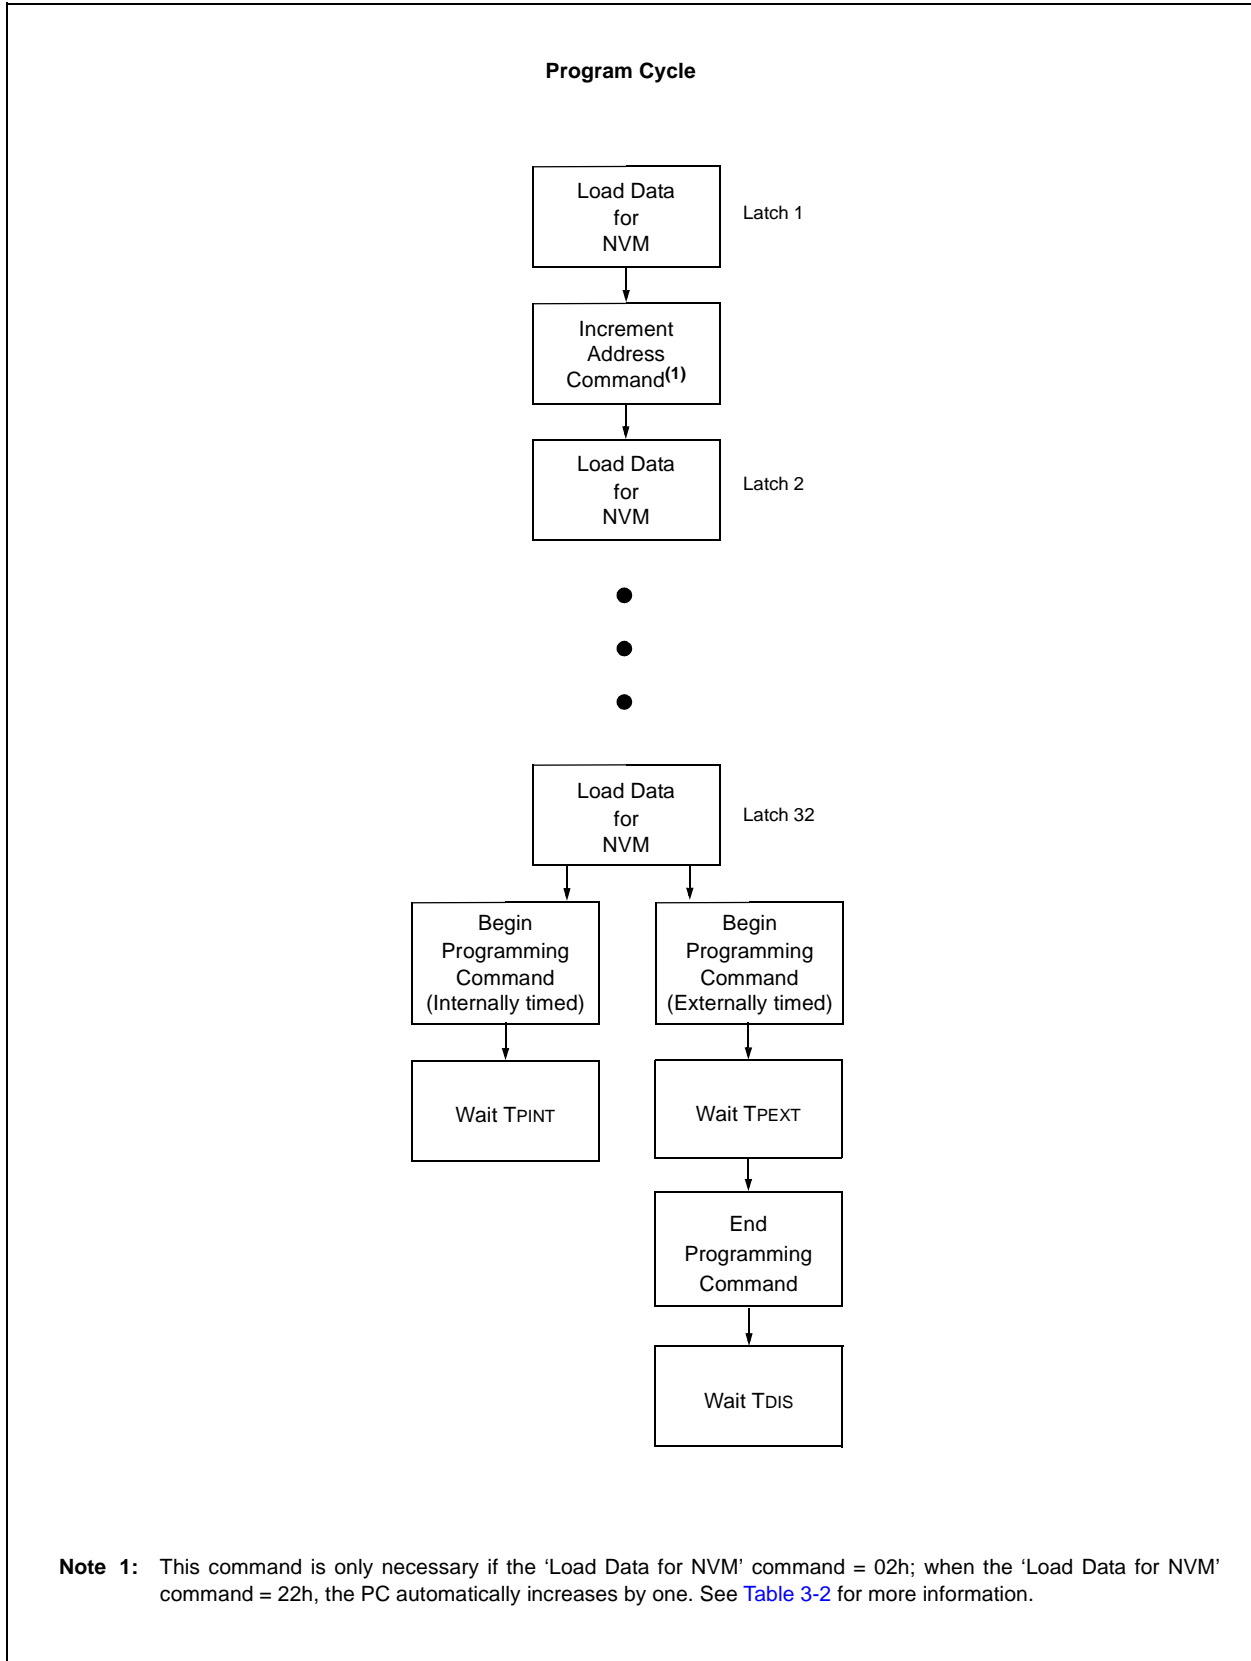 Program Cycle
Load Data
for
NVM
Latch 1
Increment
Address
Command(1)
Load Data
for
NVM
Latch 2
Load Data
for
NVM
Latch 32
Begin
Programming
Command
(Internally timed)
Begin
Programming
Command
(Externally timed)
Wait TPINT
Wait TPEXT
End
Programming
Command
Wait TDIS
Note 1: This command is only necessary if the ‘Load Data for NVM’ command = 02h; when the ‘Load Data for NVM’
command = 22h, the PC automatically increases by one. See Table 3-2 for more information.